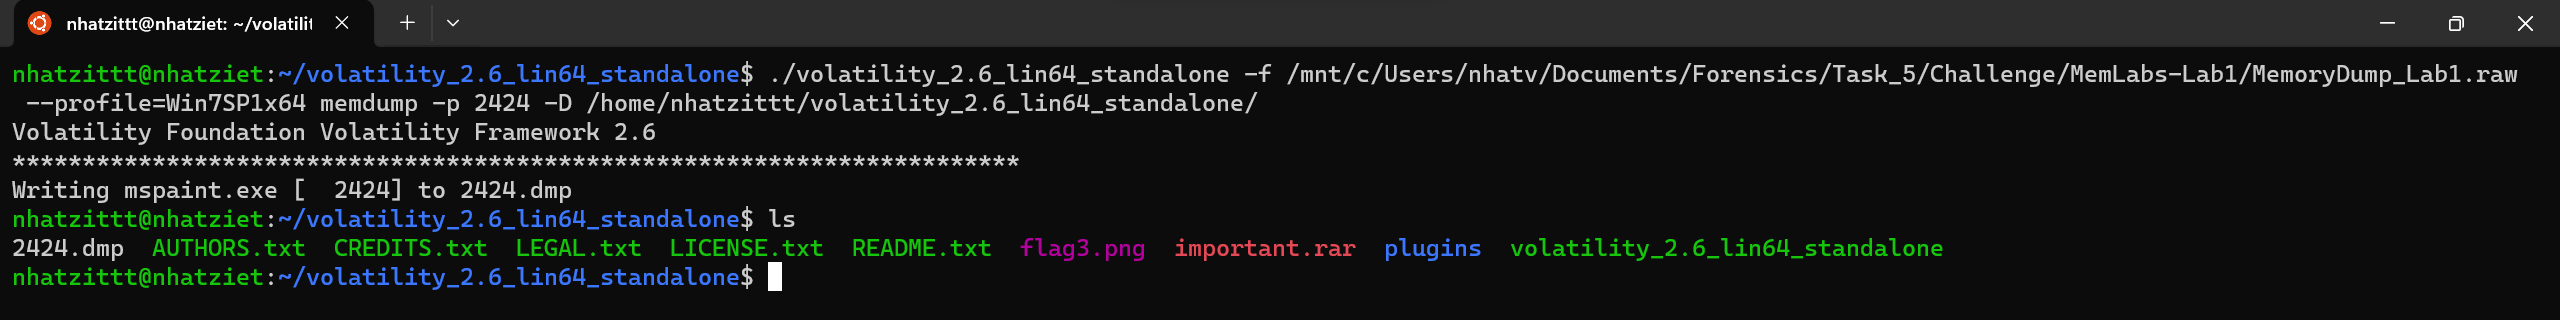 nhatzittt@nhatziet: ~/volatilit
nhatzittt@nhatziet:~/volatility_2.6_lin64_standalone$ ./volatility_2.6_lin64_standalone -f /mnt/c/Users/nhatv/Documents/Forensics/Task_5/Challenge/MemLabs-Lab1/MemoryDump_Lab1.raw
--profile=Win7SP1x64 memdump -p 2424 -D /home/nhatzittt/volatility_2.6_lin64_standalone/
Volatility Foundation Volatility Framework 2.6
************************************************************************
Writing mspaint.exe [  2424] to 2424.dmp
nhatzittt@nhatziet:~/volatility_2.6_lin64_standalone$ ls
2424.dmp  AUTHORS.txt  CREDITS.txt  LEGAL.txt  LICENSE.txt  README.txt  flag3.png  important.rar  plugins  volatility_2.6_lin64_standalone
nhatzittt@nhatziet:~/volatility_2.6_lin64_standalone$